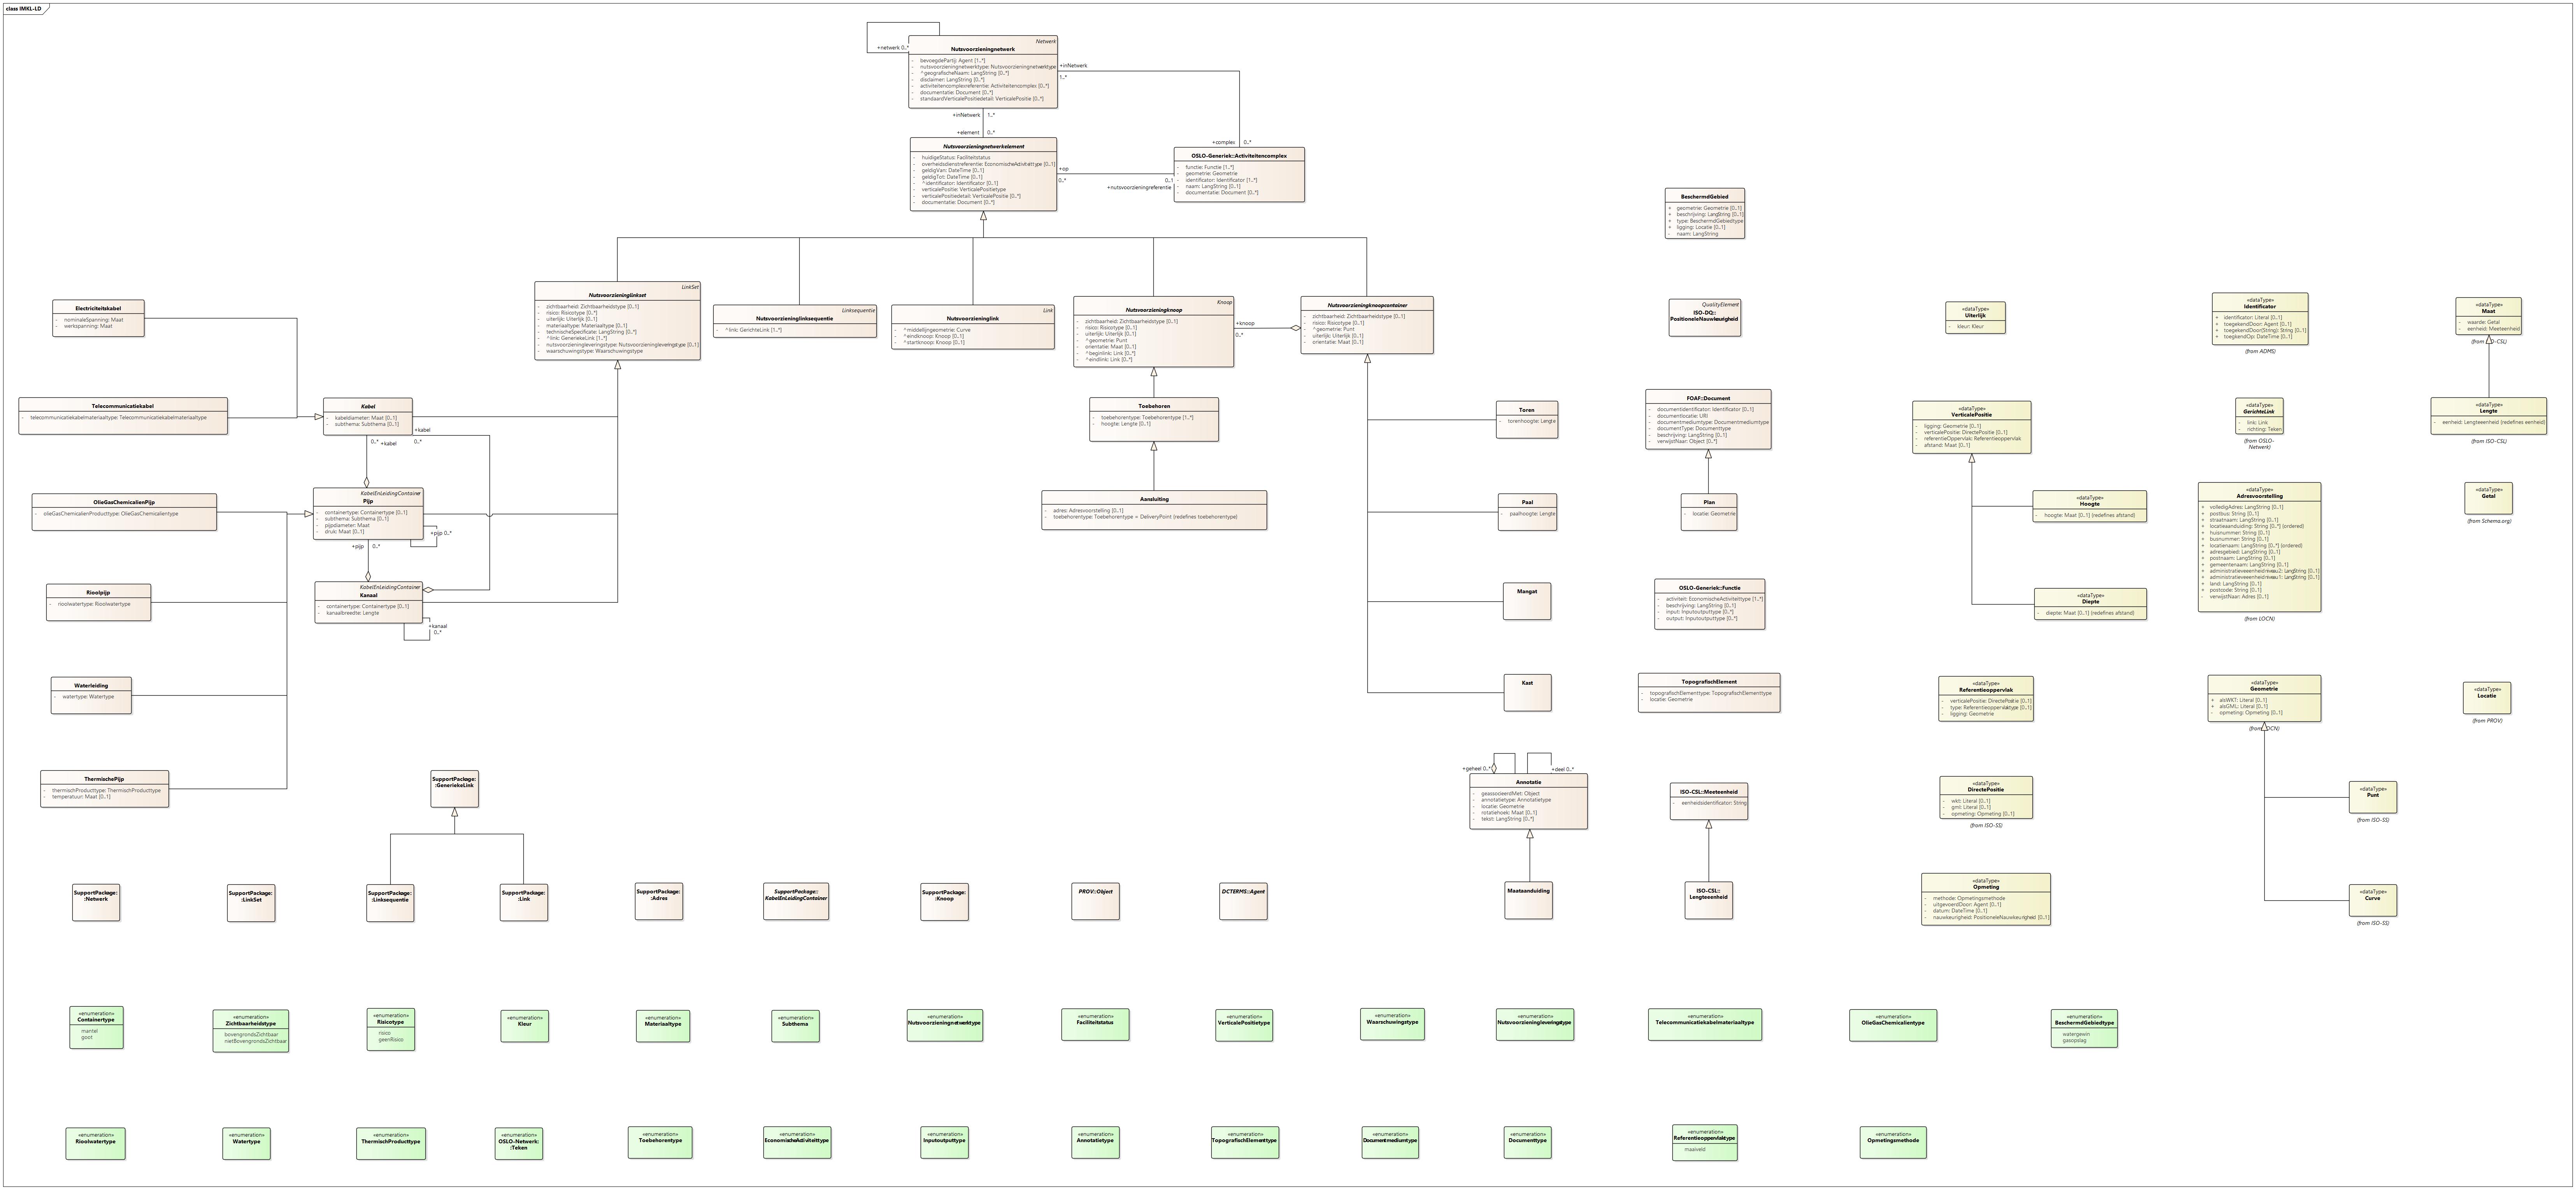 class IMKL-LD
Netwerk
Nutsvoorzieningnetwerk
- bevoegdePartij: Agent [1..*]
- nutsvoorzieningnetwerktype: Nutsvoorzieningnetwerktype
- ^geografischeNaam: LangString [0..*]
- disclaimer: LangString [0..*]
- activiteitencomplexreferentie: Activiteitencomplex [0..*]
- documentatie: Document [0..*]
- standaardVerticalePositiedetail: VerticalePositie [0..*]
+netwerk 0..*
+inNetwerk
1..*
+inNetwerk 1..*
+element 0..*
+complex 0..*
Nutsvoorzieningnetwerkelement
- huidigeStatus: Faciliteitstatus
- overheidsdienstreferentie: EconomischeActiviteittype [0..1]
- geldigVan: DateTime [0..1]
- geldigTot: DateTime [0..1]
- ^identificator: Identificator [0..1]
- verticalePositie: VerticalePositietype
- verticalePositiedetail: VerticalePositie [0..*]
- documentatie: Document [0..*]
+op
0..*
0..1
+nutsvoorzieningreferentie
OSLO-Generiek::Activiteitencomplex
- functie: Functie [1..*]
- geometrie: Geometrie
- identificator: Identificator [1..*]
- naam: LangString [0..1]
- documentatie: Document [0..*]
BeschermdGebied
+ geometrie: Geometrie [0..1]
+ beschrijving: LangString [0..1]
+ type: BeschermdGebiedtype
+ ligging: Locatie [0..1]
- naam: LangString
Electriciteitskabel
- nominaleSpanning: Maat
- werkspanning: Maat
LinkSet
Nutsvoorzieninglinkset
- zichtbaarheid: Zichtbaarheidstype [0..1]
- risico: Risicotype [0..*]
- uiterlijk: Uiterlijk [0..1]
- materiaaltype: Materiaaltype [0..1]
- technischeSpecificatie: LangString [0..*]
- ^link: GeneriekeLink [1..*]
- nutsvoorzieningleveringstype: Nutsvoorzieningleveringstype [0..1]
- waarschuwingstype: Waarschuwingstype
Linksequentie
Nutsvoorzieninglinksequentie
- ^link: GerichteLink [1..*]
Link
Nutsvoorzieninglink
- ^middellijngeometrie: Curve
- ^eindknoop: Knoop [0..1]
- ^startknoop: Knoop [0..1]
Knoop
Nutsvoorzieningknoop
- zichtbaarheid: Zichtbaarheidstype [0..1]
- risico: Risicotype [0..1]
- uiterlijk: Uiterlijk [0..1]
- ^geometrie: Punt
- orientatie: Maat [0..1]
- ^beginlink: Link [0..*]
- ^eindlink: Link [0..*]
+knoop
0..*
Nutsvoorzieningknoopcontainer
- zichtbaarheid: Zichtbaarheidstype [0..1]
- risico: Risicotype [0..1]
- ^geometrie: Punt
- uiterlijk: Uiterlijk [0..1]
- orientatie: Maat [0..1]
QualityElement
ISO-DQ::
PositioneleNauwkeurigheid
«dataType»
Uiterlijk
- kleur: Kleur
«dataType»
Identificator
+ identificator: Literal [0..1]
+ toegekendDoor: Agent [0..1]
+ toegekendDoor(String): String [0..1]
+ toegkendOp: DateTime [0..1]
(from ADMS)
«dataType»
Maat
- waarde: Getal
- eenheid: Meeteenheid
Telecommunicatiekabel
- telecommunicatiekabelmateriaaltype: Telecommunicatiekabelmateriaaltype
Kabel
- kabeldiameter: Maat [0..1]
- subthema: Subthema [0..1]
0..* +kabel
+kabel
0..*
Toebehoren
- toebehorentype: Toebehorentype [1..*]
- hoogte: Lengte [0..1]
Toren
- torenhoogte: Lengte
FOAF::Document
- documentidentificator: Identificator [0..1]
- documentlocatie: URI
- documentmediumtype: Documentmediumtype
- documentType: Documenttype
- beschrijving: LangString [0..1]
- verwijstNaar: Object [0..*]
«dataType»
VerticalePositie
- ligging: Geometrie [0..1]
- verticalePositie: DirectePositie [0..1]
- referentieOppervlak: Referentieoppervlak
- afstand: Maat [0..1]
«dataType»
GerichteLink
- link: Link
- richting: Teken
(from OSLO-
Netwerk)
«dataType»
Lengte
- eenheid: Lengteeenheid {redefines eenheid}
(from ISO-CSL)
OlieGasChemicalienPijp
- olieGasChemicalienProducttype: OlieGasChemicalientype
KabelEnLeidingContainer
Pijp
- containertype: Containertype [0..1]
- subthema: Subthema [0..1]
- pijpdiameter: Maat
- druk: Maat [0..1]
+pijp 0..*
+pijp 0..*
Aansluiting
- adres: Adresvoorstelling [0..1]
- toebehorentype: Toebehorentype = DeliveryPoint {redefines toebehorentype}
Paal
- paalhoogte: Lengte
Plan
- locatie: Geometrie
«dataType»
Hoogte
- hoogte: Maat [0..1] {redefines afstand}
«dataType»
Adresvoorstelling
+ volledigAdres: LangString [0..1]
+ postbus: String [0..1]
+ straatnaam: LangString [0..1]
+ locatieaanduiding: String [0..*] {ordered}
+ huisnummer: String [0..1]
+ busnummer: String [0..1]
+ locatienaam: LangString [0..*] {ordered}
+ adresgebied: LangString [0..1]
+ postnaam: LangString [0..1]
+ gemeentenaam: LangString [0..1]
+ administratieveeenheidniveau2: LangString [0..1]
+ administratieveeenheidniveau1: LangString [0..1]
+ land: LangString [0..1]
+ postcode: String [0..1]
- verwijstNaar: Adres [0..1]
(from LOCN)
«dataType»
Getal
(from Schema.org)
Rioolpijp
- rioolwatertype: Rioolwatertype
KabelEnLeidingContainer
Kanaal
- containertype: Containertype [0..1]
- kanaalbreedte: Lengte
+kanaal
0..*
Mangat
OSLO-Generiek::Functie
- activiteit: EconomischeActiviteittype [1..*]
- beschrijving: LangString [0..1]
- input: Inputoutputtype [0..*]
- output: Inputoutputtype [0..*]
«dataType»
Diepte
- diepte: Maat [0..1] {redefines afstand}
Waterleiding
- watertype: Watertype
Kast
TopografischElement
- topografischElementtype: TopografischElementtype
- locatie: Geometrie
«dataType»
Referentieoppervlak
- verticalePositie: DirectePositie [0..1]
- type: Referentieoppervlaktype [0..1]
- ligging: Geometrie
«dataType»
Geometrie
+ alsWKT: Literal [0..1]
+ alsGML: Literal [0..1]
- opmeting: Opmeting [0..1]
«dataType»
Locatie
(from PROV)
ThermischePijp
- thermischProducttype: ThermischProducttype
- temperatuur: Maat [0..1]
SupportPackage:
:GeneriekeLink
+geheel 0..*
+deel 0..*
Annotatie
- geassocieerdMet: Object
- annotatietype: Annotatietype
- locatie: Geometrie
- rotatiehoek: Maat [0..1]
- tekst: LangString [0..*]
ISO-CSL::Meeteenheid
- eenheidsidentificator: String
«dataType»
DirectePositie
- wkt: Literal [0..1]
- gml: Literal [0..1]
- opmeting: Opmeting [0..1]
(from ISO-SS)
«dataType»
Punt
(from ISO-SS)
SupportPackage:
:Netwerk
SupportPackage:
:LinkSet
SupportPackage:
:Linksequentie
SupportPackage:
:Link
SupportPackage:
:Adres
SupportPackage::
KabelEnLeidingContainer
SupportPackage:
:Knoop
PROV::Object
DCTERMS::Agent
Maataanduiding
ISO-CSL::
Lengteeenheid
«dataType»
Opmeting
- methode: Opmetingsmethode
- uitgevoerdDoor: Agent [0..1]
- datum: DateTime [0..1]
- nauwkeurigheid: PositioneleNauwkeurigheid [0..1]
«dataType»
Curve
(from ISO-SS)
«enumeration»
Containertype
mantel
goot
«enumeration»
Zichtbaarheidstype
bovengrondsZichtbaar
nietBovengrondsZichtbaar
«enumeration»
Risicotype
risico
geenRisico
«enumeration»
Kleur
«enumeration»
Materiaaltype
«enumeration»
Subthema
«enumeration»
Nutsvoorzieningnetwerktype
«enumeration»
Faciliteitstatus
«enumeration»
VerticalePositietype
«enumeration»
Waarschuwingstype
«enumeration»
Nutsvoorzieningleveringstype
«enumeration»
Telecommunicatiekabelmateriaaltype
«enumeration»
OlieGasChemicalientype
«enumeration»
BeschermdGebiedtype
watergewin
gasopslag
«enumeration»
Rioolwatertype
«enumeration»
Watertype
«enumeration»
ThermischProducttype
«enumeration»
OSLO-Netwerk:
:Teken
«enumeration»
Toebehorentype
«enumeration»
EconomischeActiviteittype
«enumeration»
Inputoutputtype
«enumeration»
Annotatietype
«enumeration»
TopografischElementtype
«enumeration»
Documentmediumtype
«enumeration»
Documenttype
«enumeration»
Referentieoppervlaktype
maaiveld
«enumeration»
Opmetingsmethode